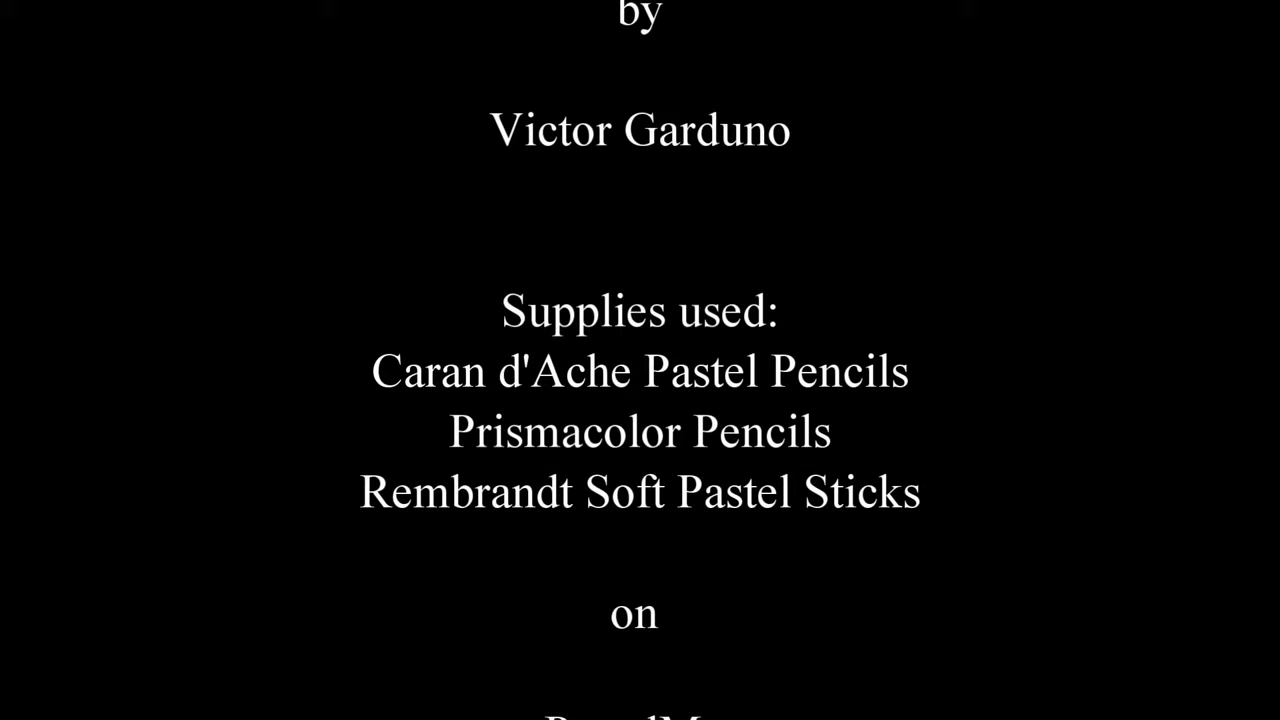 by
Victor Garduno
Supplies used:
Caran d'Ache Pastel Pencils
Prismacolor Pencils
Rembrandt Soft Pastel Sticks
on